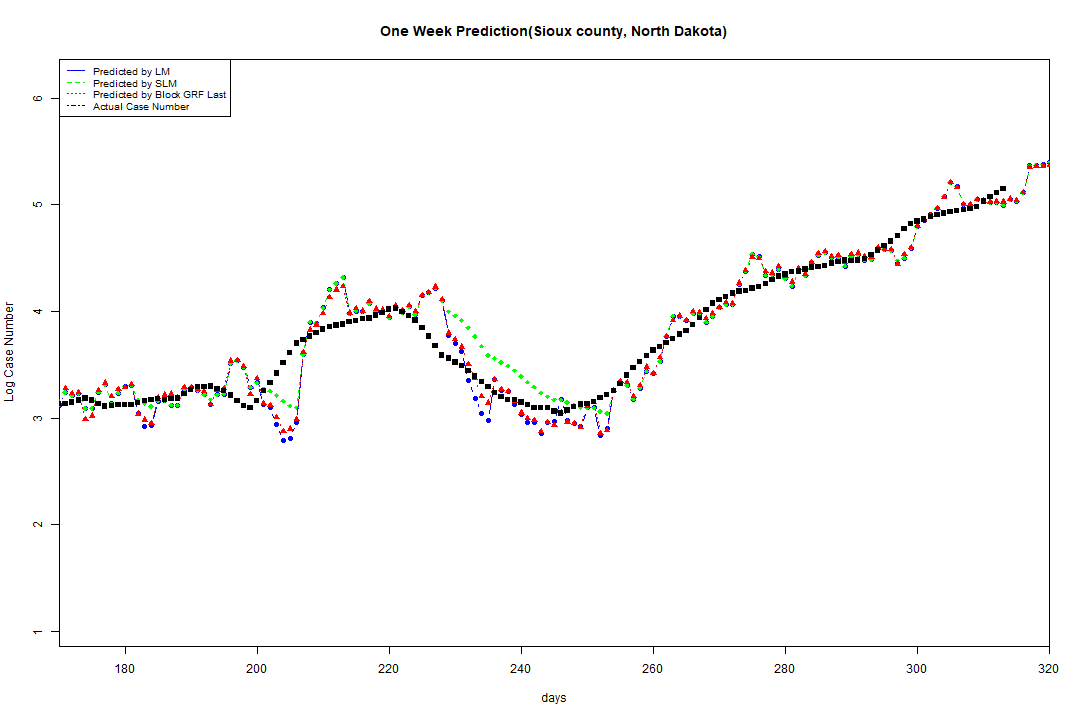 One Week Prediction(Sioux county, North Dakota)
Predicted by LM
Predicted by SLM
Predicted by Block GRF Last
Actual Case Number
Log Case Number
6
5
4
3
2
1
180 200 220 240 260 280 300 320
days